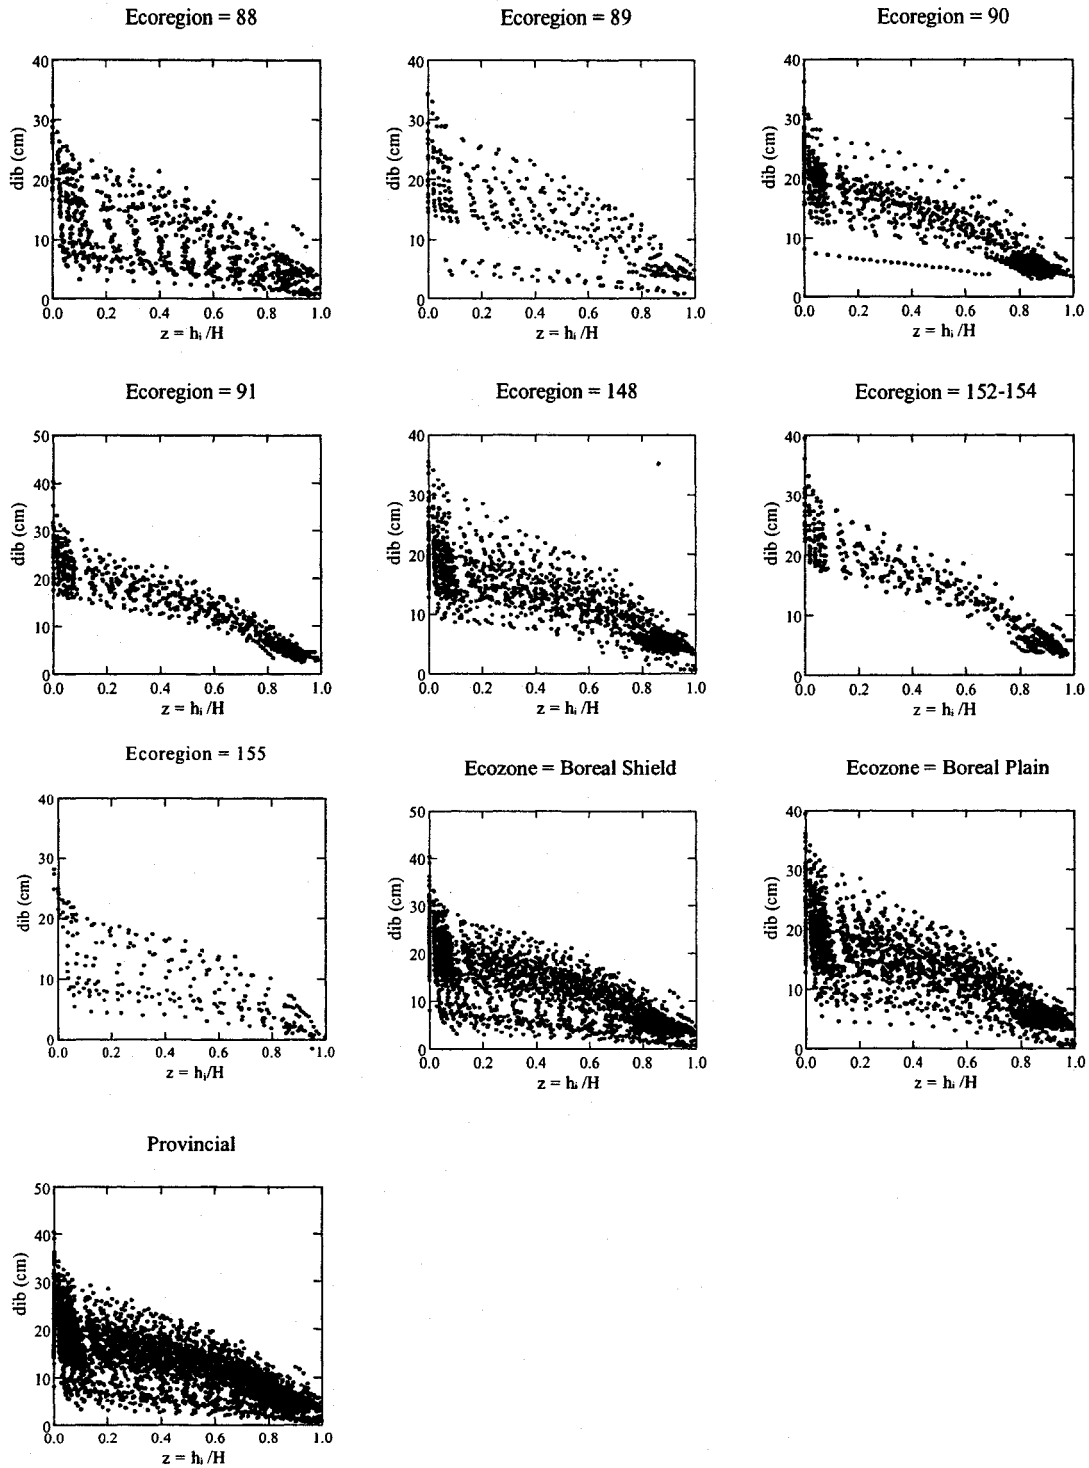 Ecoregion = 88
Ecoregion = 89
Ecoregion = 90
40
30
20
10
0
dib (cm)
0.0 0.2 0.4 0.6 0.8 1.0
z = hᵢ /H
40
30
20
10
0
dib (cm)
0.0 0.2 0.4 0.6 0.8 1.0
z = hᵢ /H
40
30
20
10
0
dib (cm)
0.0 0.2 0.4 0.6 0.8 1.0
z = hᵢ /H
Ecoregion = 91
Ecoregion = 148
Ecoregion = 152-154
50
40
30
20
10
0
dib (cm)
0.0 0.2 0.4 0.6 0.8 1.0
z = hᵢ /H
40
30
20
10
0
dib (cm)
0.0 0.2 0.4 0.6 0.8 1.0
z = hᵢ /H
40
30
20
10
0
dib (cm)
0.0 0.2 0.4 0.6 0.8 1.0
z = hᵢ /H
Ecoregion = 155
Ecozone = Boreal Shield
Ecozone = Boreal Plain
40
30
20
10
0
dib (cm)
0.0 0.2 0.4 0.6 0.8 1.0
z = hᵢ/H
50
40
30
20
10
0
dib (cm)
0.0 0.2 0.4 0.6 0.8 1.0
z = hᵢ /H
40
30
20
10
0
dib (cm)
0.0 0.2 0.4 0.6 0.8 1.0
z = hᵢ /H
Provincial
50
40
30
20
10
0
dib (cm)
0.0 0.2 0.4 0.6 0.8 1.0
z = hᵢ /H